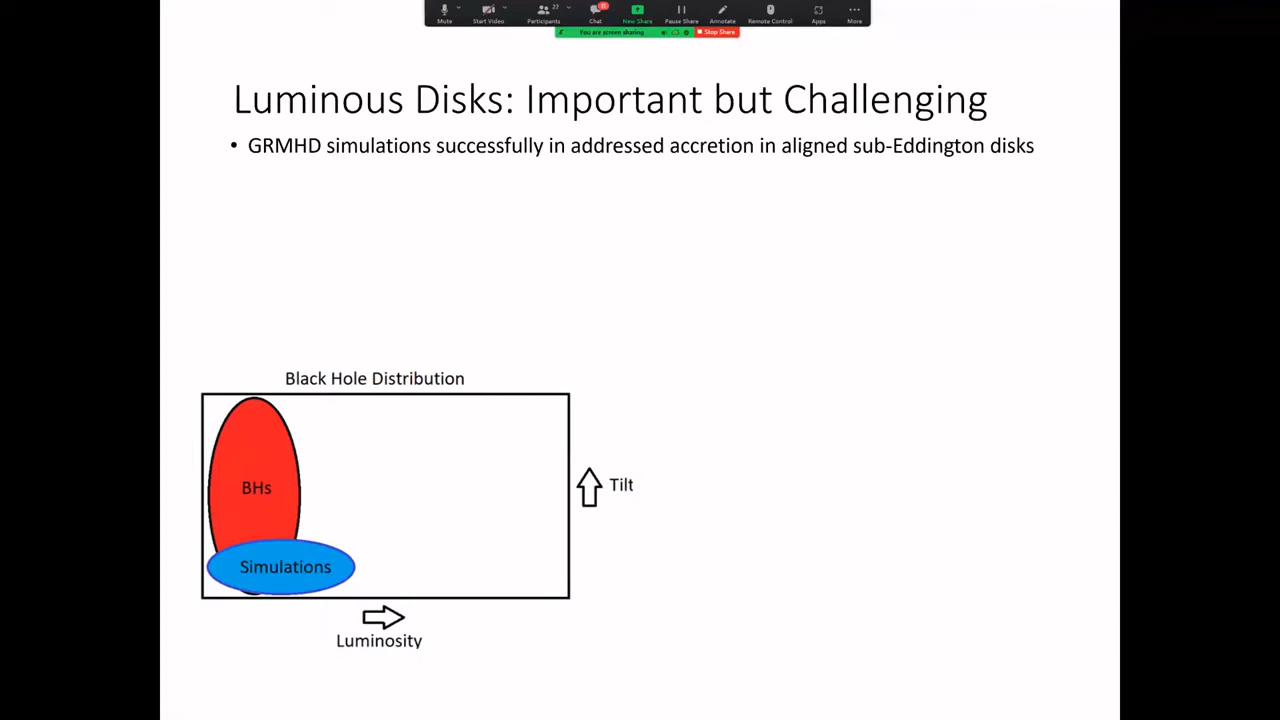 Mute
Start Video
22
Participants
Chat
New Share
Pause Share
Annotate
Remote Control
Apps
More
You are screen sharing
Stop Share
Luminous Disks: Important but Challenging
• GRMHD simulations successfully in addressed accretion in aligned sub-Eddington disks
Black Hole Distribution
BHs
Tilt
Simulations
Luminosity